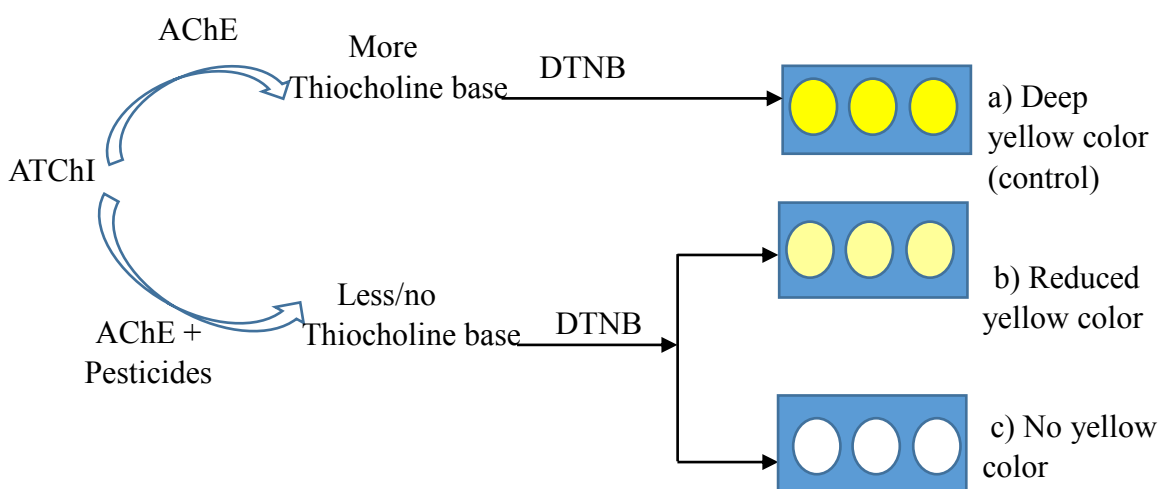 AChE
More
Thiocholine base
DTNB
a) Deep
yellow color
(control)
ATChI
Less/no
Thiocholine base
DTNB
AChE +
Pesticides
b) Reduced
yellow color
c) No yellow
color